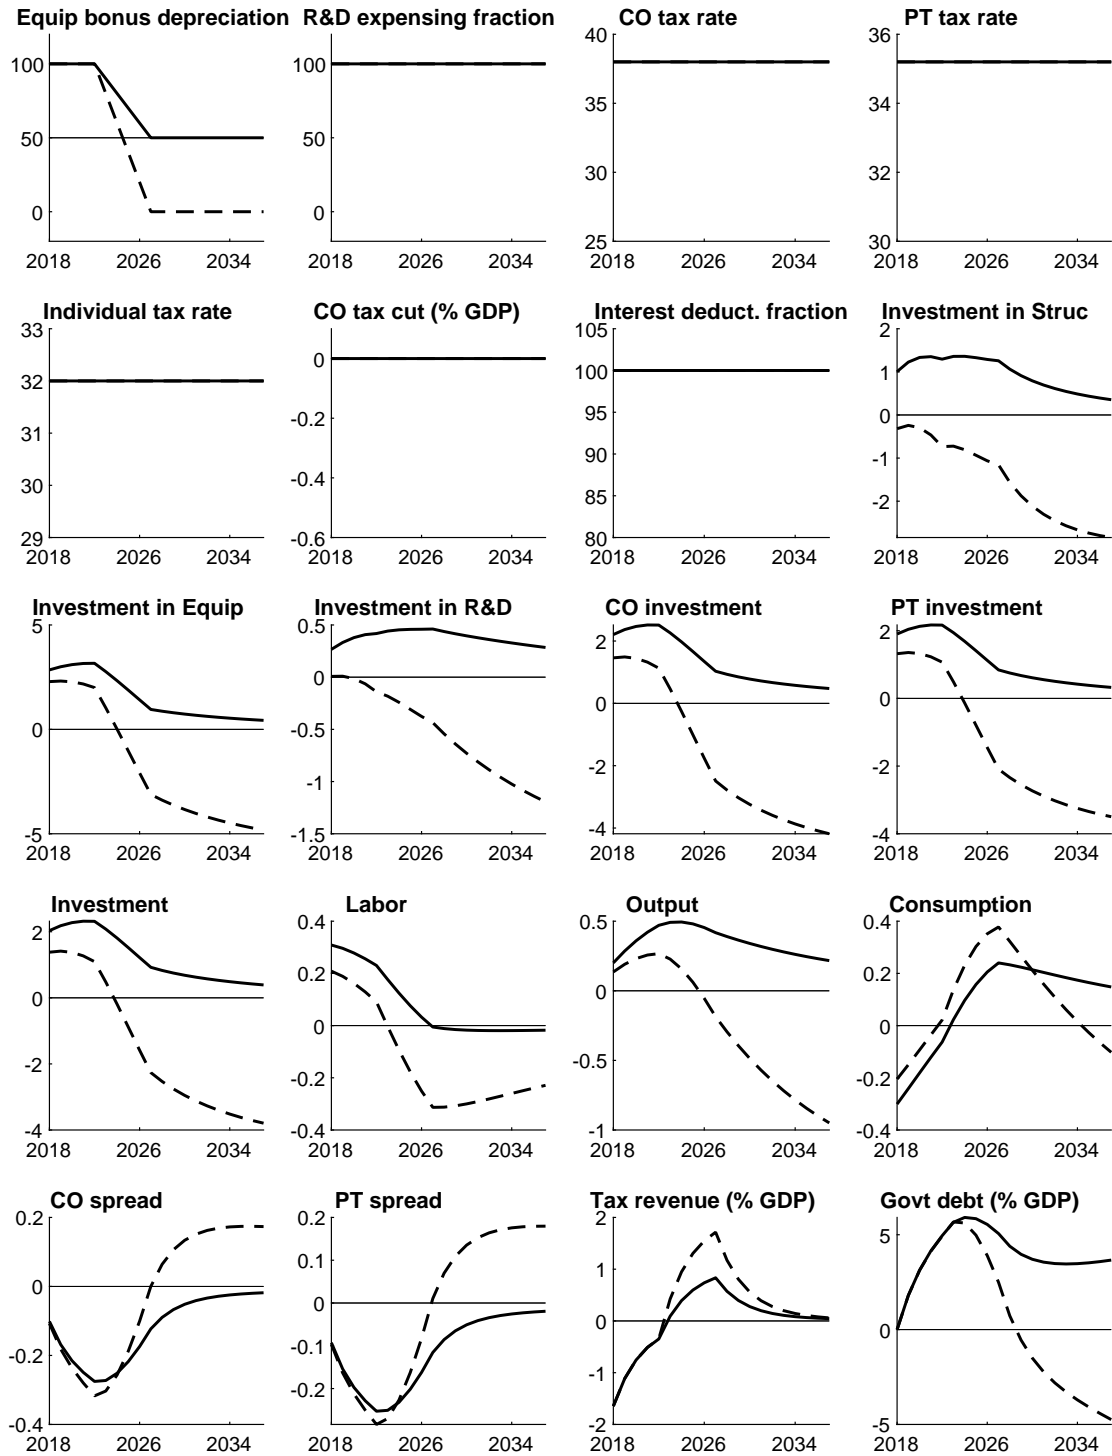 Equip bonus depreciation
100
50
0
2018 2026 2034
R&D expensing fraction
100
50
0
2018 2026 2034
CO tax rate
40
35
30
25
2018 2026 2034
PT tax rate
36
34
32
30
2018 2026 2034
Individual tax rate
33
32
31
30
29
2018 2026 2034
CO tax cut (% GDP)
0
-0.2
-0.4
-0.6
2018 2026 2034
Interest deduct. fraction
105
100
95
90
85
80
2018 2026 2034
Investment in Struc
2
1
0
-1
-2
2018 2026 2034
Investment in Equip
5
0
-5
2018 2026 2034
Investment in R&D
0.5
0
-0.5
-1
-1.5
2018 2026 2034
CO investment
2
0
-2
-4
2018 2026 2034
PT investment
2
0
-2
-4
2018 2026 2034
Investment
2
0
-2
-4
2018 2026 2034
Labor
0.4
0.2
0
-0.2
-0.4
2018 2026 2034
Output
0.5
0
-0.5
-1
2018 2026 2034
Consumption
0.4
0.2
0
-0.2
-0.4
2018 2026 2034
CO spread
0.2
0
-0.2
-0.4
2018 2026 2034
PT spread
0.2
0.1
0
-0.1
-0.2
2018 2026 2034
Tax revenue (% GDP)
2
1
0
-1
-2
2018 2026 2034
Govt debt (% GDP)
5
0
-5
2018 2026 2034